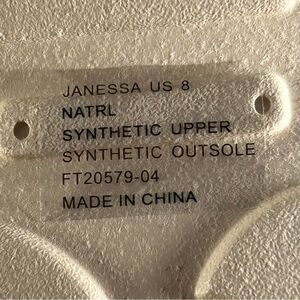 JANESSA US 8
NATRL
SYNTHETIC UPPER
SYNTHETIC OUTSOLE
FT20579-04
MADE IN CHINA